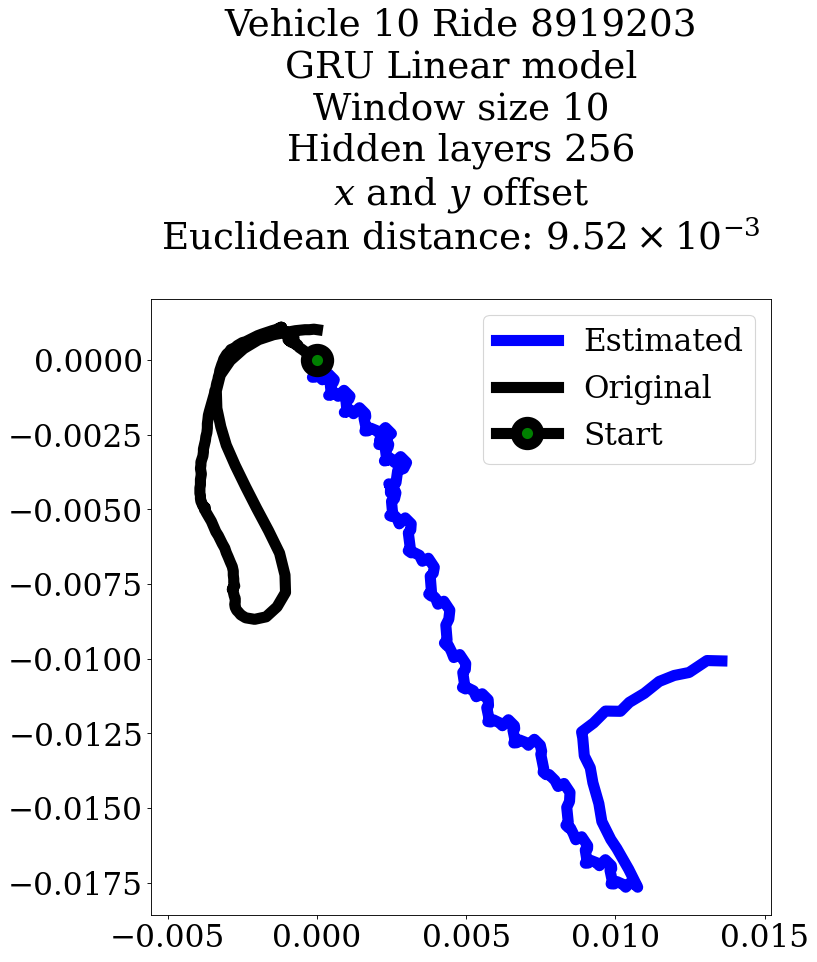 Vehicle 10 Ride 8919203
GRU Linear model
Window size 10
Hidden layers 256
x and y offset
Euclidean distance: 9.52 × 10⁻³
Estimated
Original
Start
0.0000
−0.0025
−0.0050
−0.0075
−0.0100
−0.0125
−0.0150
−0.0175
−0.005 0.000 0.005 0.010 0.015